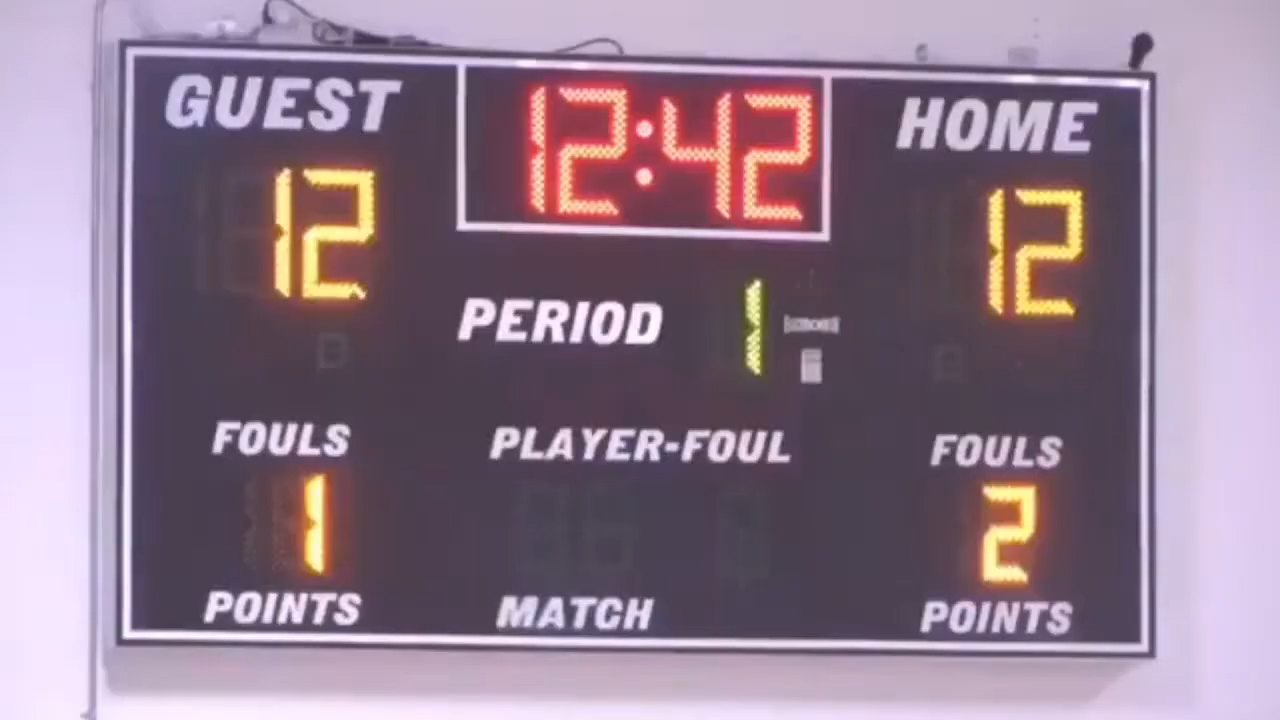 GUEST 12:42 HOME
12 12
PERIOD 1
FOULS PLAYER-FOUL FOULS
1 2
POINTS MATCH POINTS